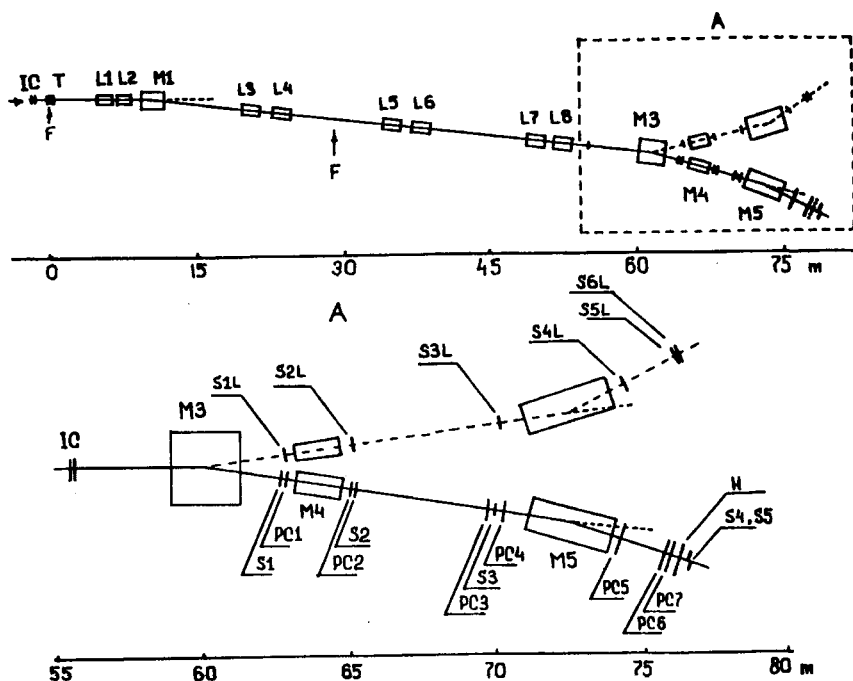 A
IC T L1 L2 M1 L3 L4 L5 L6 L7 L8 M3
F F
M4
M5
0 15 30 45 60 75 m
A
S6L
S5L
S4L
S3L
S2L
S1L
M3
IC
M4
M5
H
S4, S5
PC1
S1
S2
PC2
PC4
S3
PC3
PC5
PC7
PC6
55 60 65 70 75 80 m